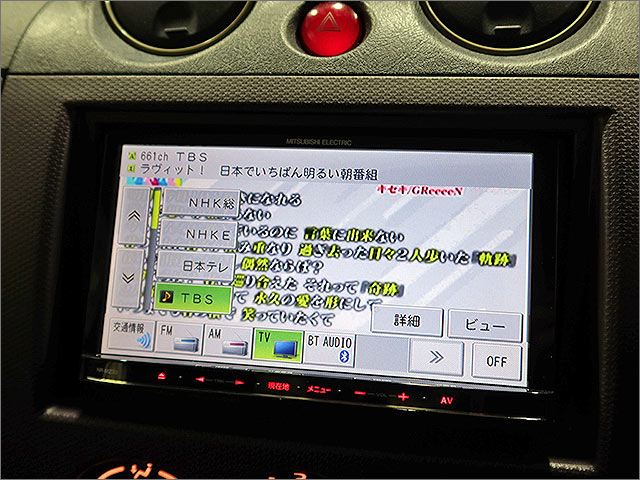 MITSUBISHI ELECTRIC
661ch TBS
ラヴィット! 日本でいちばん明るい朝番組
キセキ/GReeeeN
NHK総
になれる
ない
NHKE
いるのに 言葉に出来ない
重なり 過ぎ去った日々2人歩いた『軌跡』
日本テレ
偶然ならば?
巡り合えた それって『奇跡』
TBS
て 永久の愛を形にして
笑っていたくて
詳細
ビュー
交通情報
FM
AM
TV
BT AUDIO
OFF
現在地
メニュー
VOL
AV